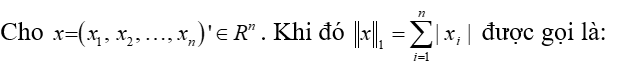 Cho x=(x₁, x₂, …, xₙ)'∈ Rⁿ. Khi đó ‖x‖₁ = ∑ᵢ₌₁ⁿ | xᵢ | được gọi là: